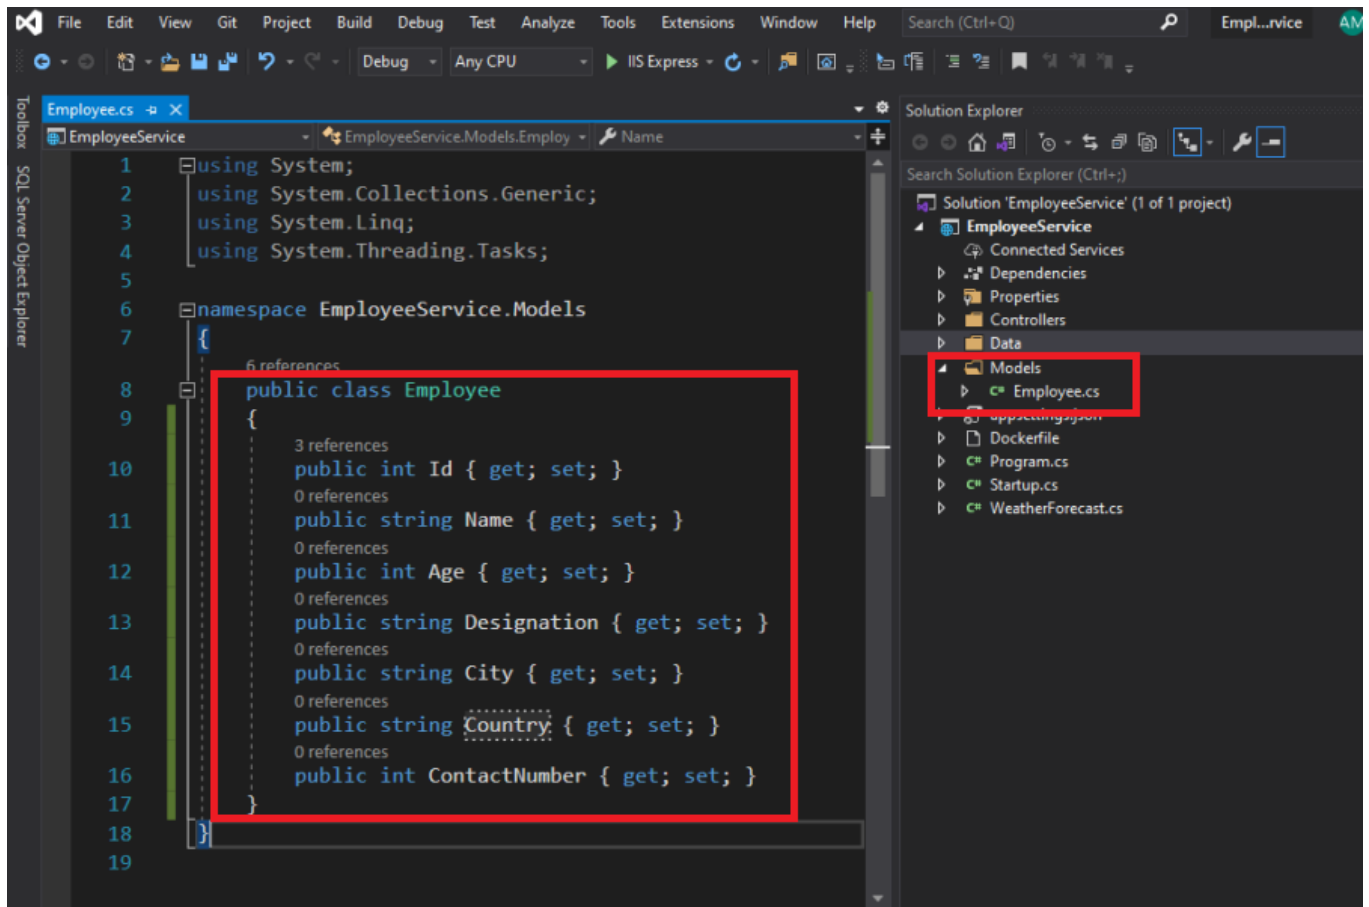 File Edit View Git Project Build Debug Test Analyze Tools Extensions Window Help Search (Ctrl+Q) Empl...rvice AM
Debug Any CPU IIS Express
Toolbox
SQL Server Object Explorer
Employee.cs
EmployeeService EmployeeService.Models.Employ Name
1 using System;
2 using System.Collections.Generic;
3 using System.Linq;
4 using System.Threading.Tasks;
5
6 namespace EmployeeService.Models
7 {
6 references
8 public class Employee
9 {
3 references
10 public int Id { get; set; }
0 references
11 public string Name { get; set; }
0 references
12 public int Age { get; set; }
0 references
13 public string Designation { get; set; }
0 references
14 public string City { get; set; }
0 references
15 public string Country { get; set; }
0 references
16 public int ContactNumber { get; set; }
17 }
18 }
19
Solution Explorer
Search Solution Explorer (Ctrl+;)
Solution 'EmployeeService' (1 of 1 project)
EmployeeService
Connected Services
Dependencies
Properties
Controllers
Data
Models
C# Employee.cs
appsettings.json
Dockerfile
C# Program.cs
C# Startup.cs
C# WeatherForecast.cs